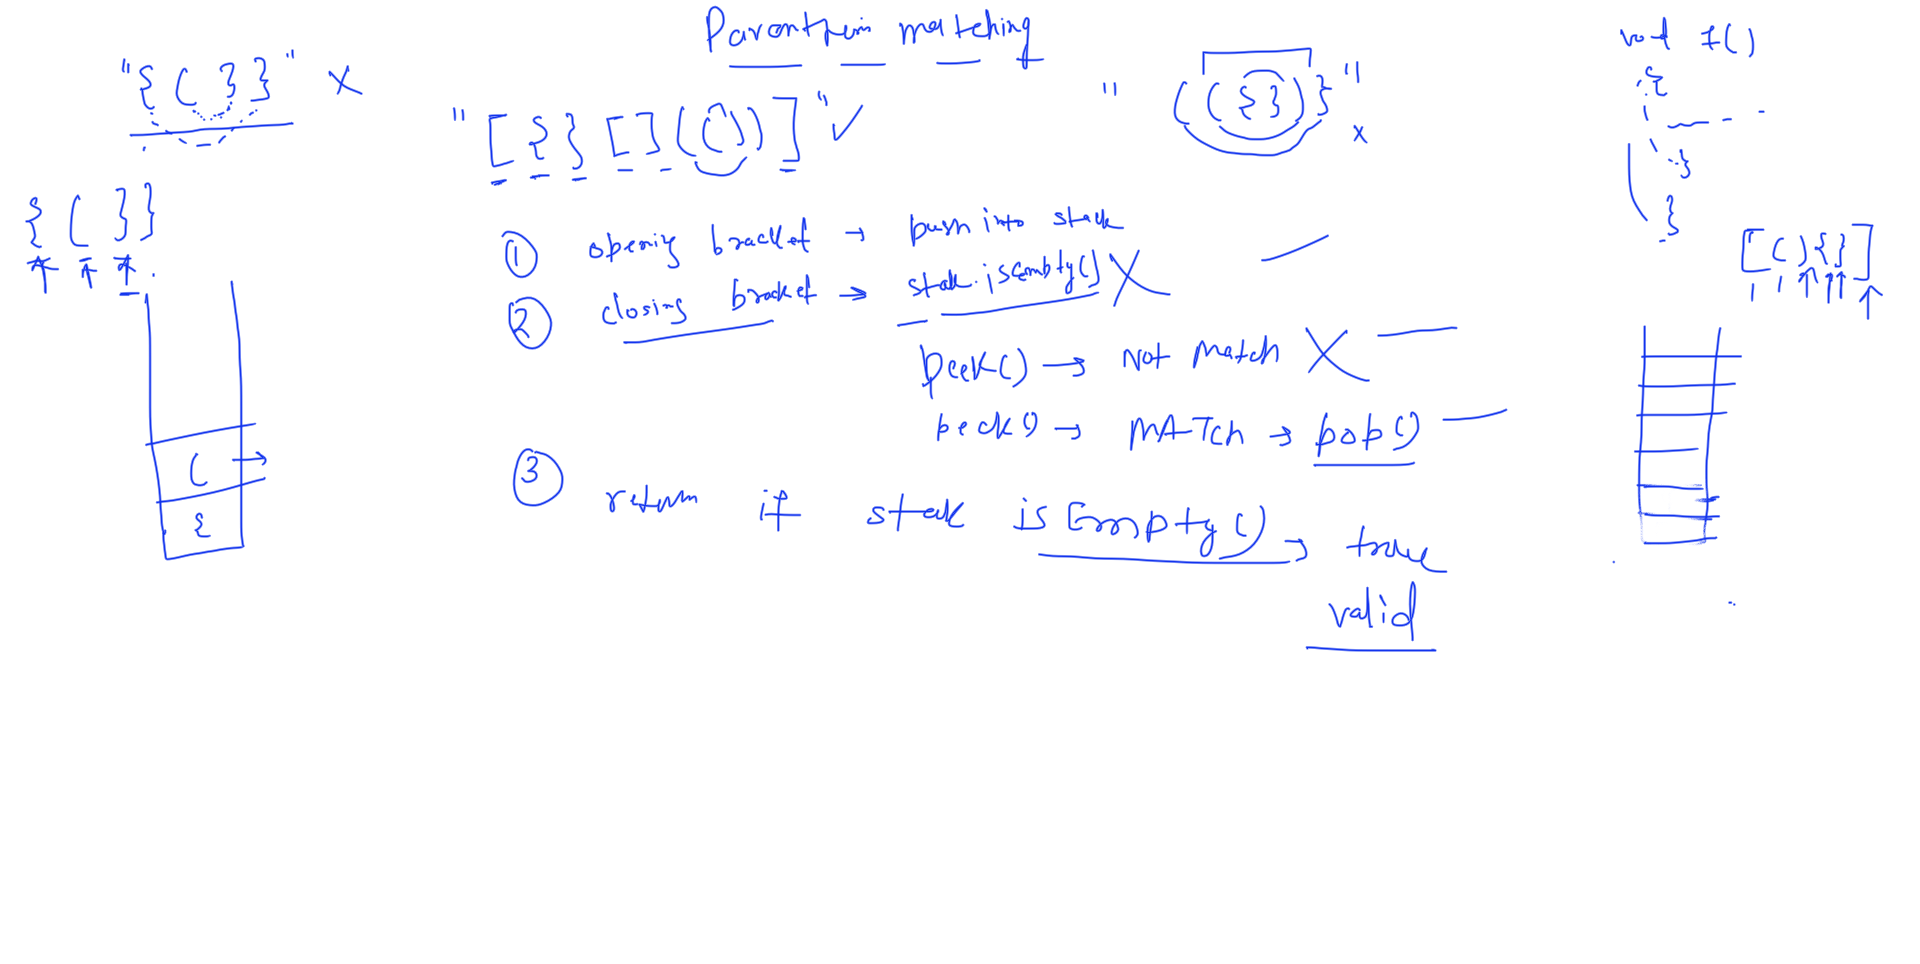 Parenthesis matching
"{ ( } }" X
"[ { } [ ] ( ( ) ) ]" ✓
"( ( { } ) }" x
void f()
{
}
}
{ ( } }
① opening bracket → push into stack
② closing bracket → stack.isEmpty() X
peek() → Not match X
peek() → MATCH → pop()
③ return if stack isEmpty() → true
valid
[ ( ) { } ]
( →
{